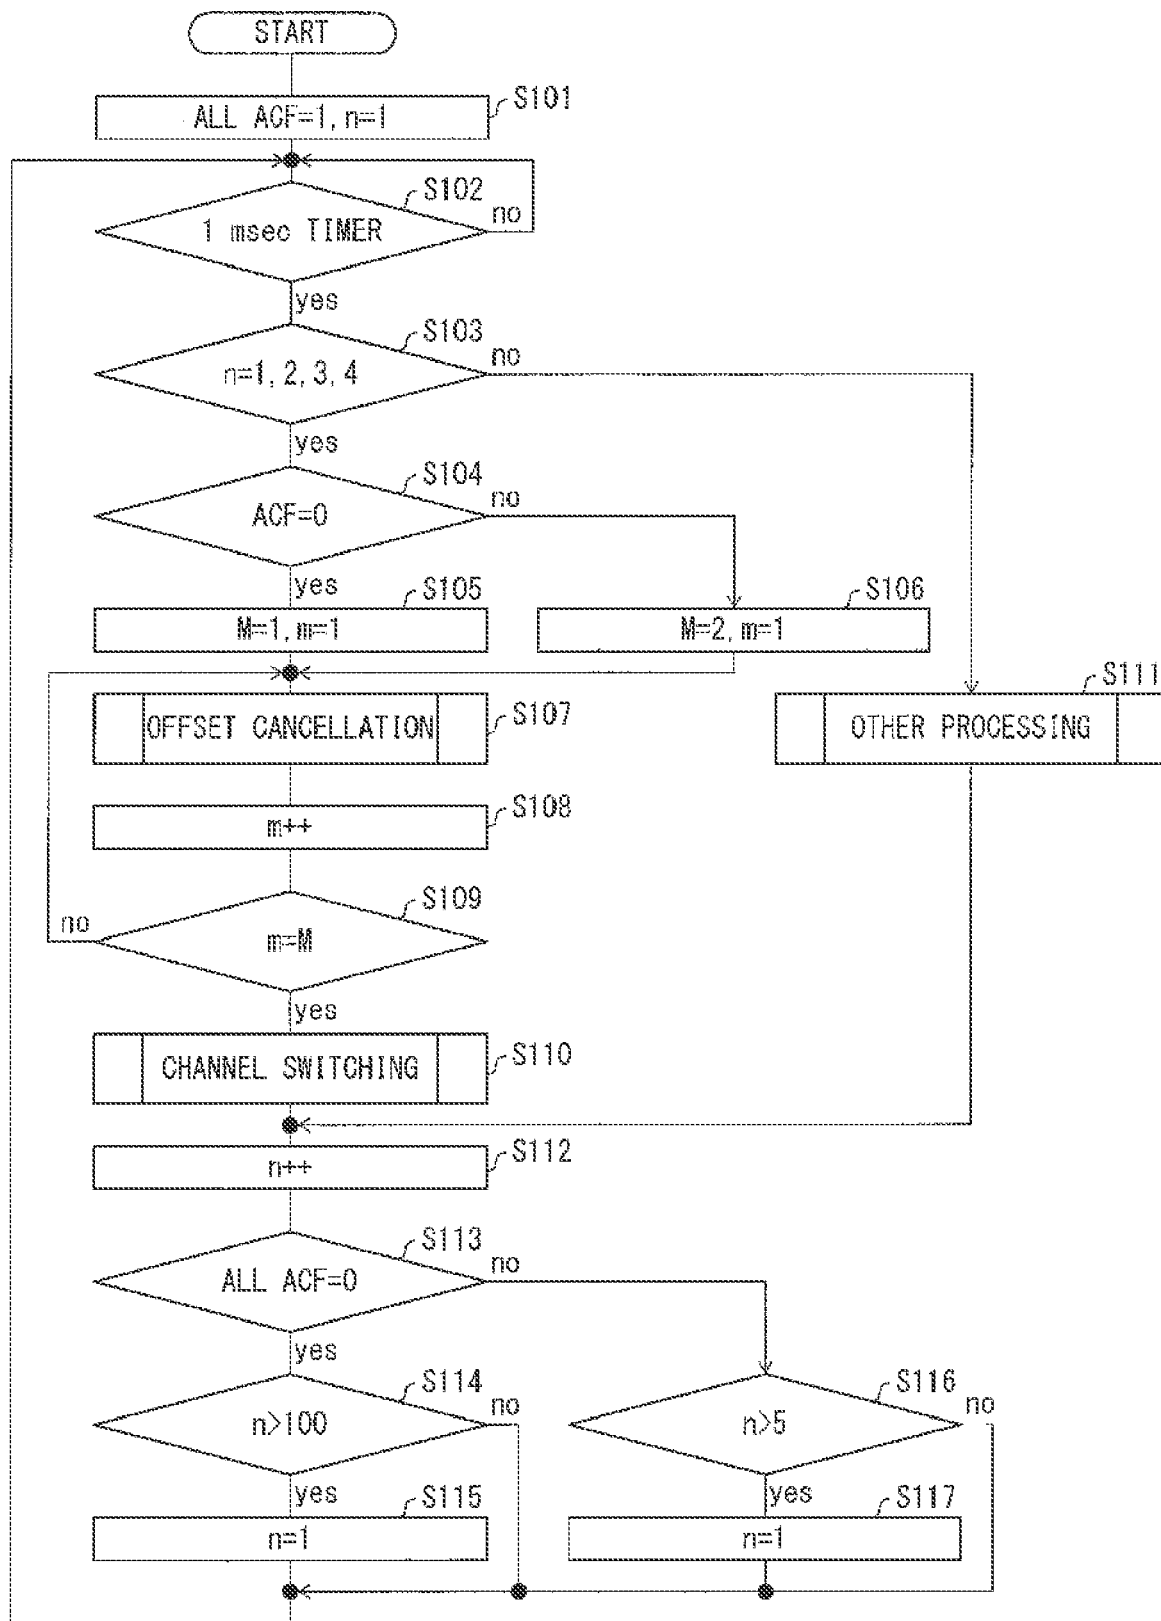 START
S101
ALL ACF=1, n=1
S102
1 msec TIMER
no
yes
S103
n=1, 2, 3, 4
no
yes
S104
ACF=0
no
yes
S105
M=1, m=1
S106
M=2, m=1
OFFSET CANCELLATION
S107
S111
OTHER PROCESSING
S108
m++
S109
no
m=M
yes
CHANNEL SWITCHING
S110
S112
n++
S113
ALL ACF=0
no
yes
S114
n>100
no
S116
n>5
no
yes
S115
n=1
yes
S117
n=1